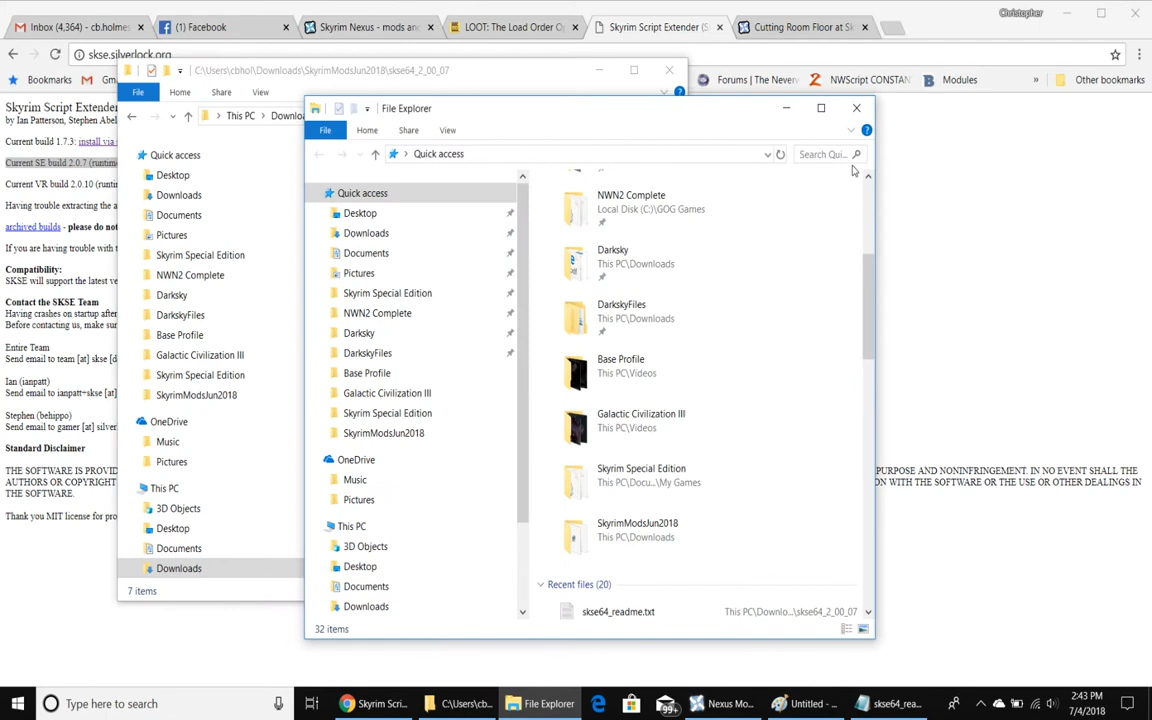 Inbox (4,364) - cb.holmes
(1) Facebook
Skyrim Nexus - mods and
LOOT: The Load Order Op
Skyrim Script Extender (S
Cutting Room Floor at Sk
Christopher
skse.silverlock.org
Bookmarks
Forums | The Never
NWScript CONSTAN
Modules
»
Other bookmarks
C:\Users\cbhol\Downloads\SkyrimModsJun2018\skse64_2_00_07
File
Home
Share
View
This PC
Quick access
Desktop
Downloads
Documents
Pictures
Skyrim Special Edition
NWN2 Complete
Darksky
DarkskyFiles
Base Profile
Galactic Civilization III
Skyrim Special Edition
SkyrimModsJun2018
OneDrive
Music
Pictures
This PC
3D Objects
Desktop
Documents
Downloads
7 items
File Explorer
File
Home
Share
View
Quick access
Search Qui...
Quick access
Desktop
Downloads
Documents
Pictures
Skyrim Special Edition
NWN2 Complete
Darksky
DarkskyFiles
Base Profile
Galactic Civilization III
Skyrim Special Edition
SkyrimModsJun2018
OneDrive
Music
Pictures
This PC
3D Objects
Desktop
Documents
Downloads
NWN2 Complete
Local Disk (C:)\GOG Games
Darksky
This PC\Downloads
DarkskyFiles
This PC\Downloads
Base Profile
This PC\Videos
Galactic Civilization III
This PC\Videos
Skyrim Special Edition
This PC\Docu...\My Games
SkyrimModsJun2018
This PC\Downloads
Recent files (20)
skse64_readme.txt
This PC\Downlo...\skse64_2_00_07
32 items
Skyrim Script Extender
by Ian Patterson, Stephen Abel
Current build 1.7.3: install via
Current SE build 2.0.7 (runtime
Current VR build 2.0.10 (runtim
Having trouble extracting the a
archived builds - please do not
If you are having trouble with t
Compatibility:
SKSE will support the latest ve
Contact the SKSE Team
Having crashes on startup after
Before contacting us, make sur
Entire Team
Send email to team [at] skse [d
Ian (ianpatt)
Send email to ianpatt+skse [at]
Stephen (behippo)
Send email to gamer [at] silver
Standard Disclaimer
THE SOFTWARE IS PROVID
PURPOSE AND NONINFRINGEMENT. IN NO EVENT SHALL THE
AUTHORS OR COPYRIGHT
ON WITH THE SOFTWARE OR THE USE OR OTHER DEALINGS IN
THE SOFTWARE.
Thank you MIT license for pro
Type here to search
Skyrim Scri...
C:\Users\cb...
File Explorer
99+
Nexus Mo...
Untitled - ...
skse64_rea...
2:43 PM
7/4/2018